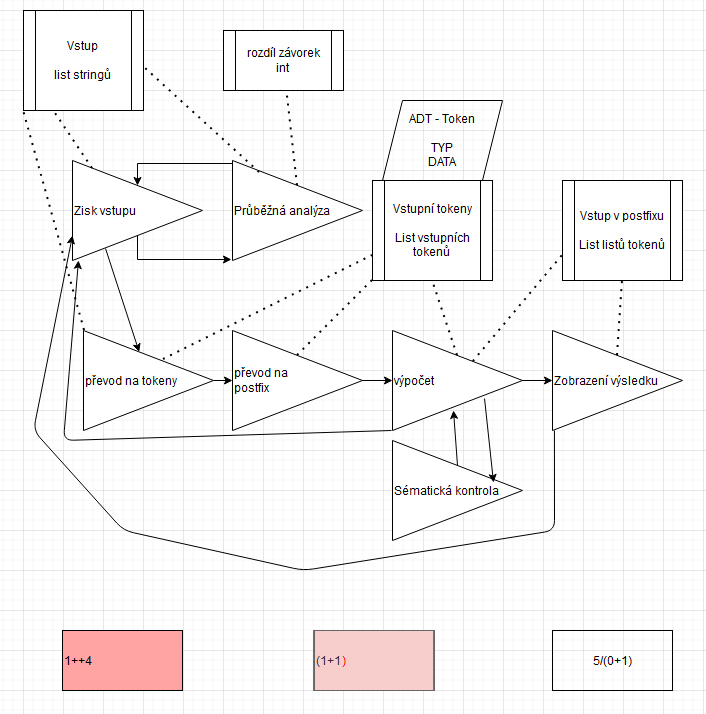 Vstup
list stringů
rozdíl závorek
int
ADT - Token
TYP
DATA
Vstupní tokeny
List vstupních
tokenů
Vstup v postfixu
List listů tokenů
Zisk vstupu
Průběžná analýza
převod na tokeny
převod na
postfix
výpočet
Zobrazení výsledku
Sématická kontrola
1++4
(1+1)
5/(0+1)